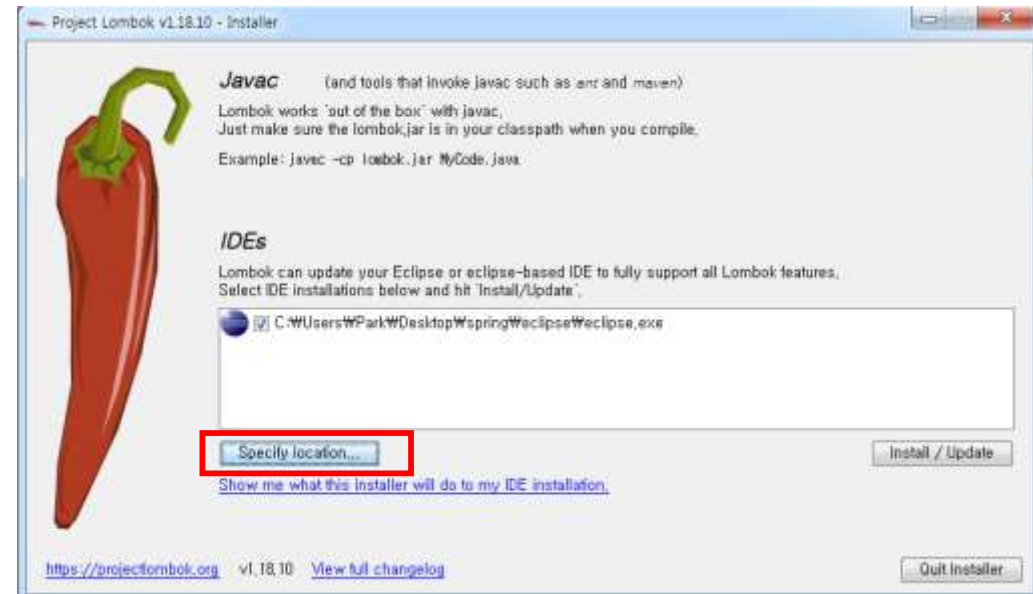 Project Lombok v1.18.10 - Installer
Javac (and tools that invoke javac such as ant and maven)
Lombok works 'out of the box' with javac.
Just make sure the lombok.jar is in your classpath when you compile.
Example: javac -cp lombok.jar MyCode.java
IDEs
Lombok can update your Eclipse or eclipse-based IDE to fully support all Lombok features.
Select IDE installations below and hit 'Install/Update'.
C:₩Users₩Park₩Desktop₩spring₩eclipse₩eclipse.exe
Specify location...
Install / Update
Show me what this installer will do to my IDE installation.
https://projectlombok.org v1.18.10 View full changelog
Quit Installer